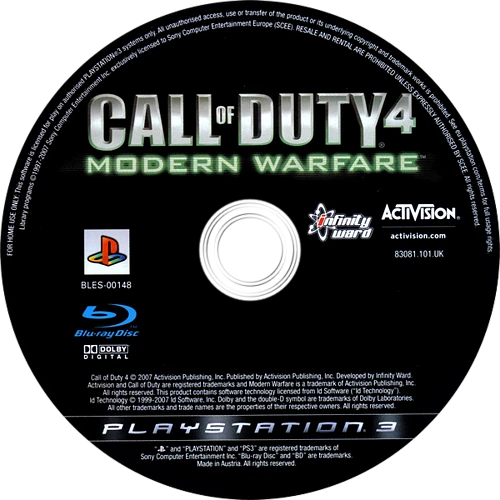 FOR HOME USE ONLY: This software is licensed for play on authorised PLAYSTATION®3 systems only. All unauthorised access, use or transfer of the product or its underlying copyright and trademark works is prohibited. See eu.playstation.com/terms for full usage rights.
Library programs ©1997-2007 Sony Computer Entertainment Inc. exclusively licensed to Sony Computer Entertainment Europe (SCEE). RESALE AND RENTAL ARE PROHIBITED UNLESS EXPRESSLY AUTHORISED BY SCEE. All rights reserved.
CALL OF DUTY 4®
MODERN WARFARE™
infinity
ward
ACTIVISION®
activision.com
83081.101.UK
BLES-00148
Blu-ray Disc
DOLBY
DIGITAL
Call of Duty 4 © 2007 Activision Publishing, Inc. Published by Activision Publishing, Inc. Developed by Infinity Ward.
Activision and Call of Duty are registered trademarks and Modern Warfare is a trademark of Activision Publishing, Inc.
All rights reserved. This product contains software technology licensed from Id Software ("Id Technology").
Id Technology © 1999-2007 Id Software, Inc. Dolby and the double-D symbol are trademarks of Dolby Laboratories.
All other trademarks and trade names are the properties of their respective owners. All rights reserved.
PLAYSTATION 3
" " and "PLAYSTATION" and "PS3" are registered trademarks of
Sony Computer Entertainment Inc. "Blu-ray Disc" and "BD" are trademarks.
Made in Austria. All rights reserved.